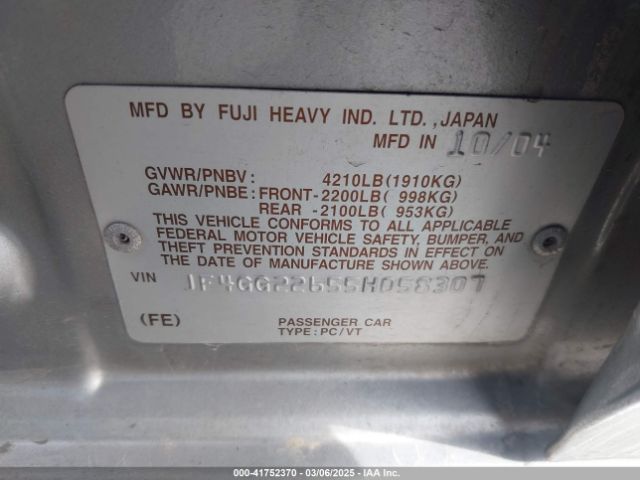 MFD BY FUJI HEAVY IND. LTD. ,JAPAN
MFD IN 10/04
GVWR/PNBV : 4210LB(1910KG)
GAWR/PNBE : FRONT-2200LB( 998KG)
REAR -2100LB( 953KG)
THIS VEHICLE CONFORMS TO ALL APPLICABLE
FEDERAL MOTOR VEHICLE SAFETY, BUMPER, AND
THEFT PREVENTION STANDARDS IN EFFECT ON
THE DATE OF MANUFACTURE SHOWN ABOVE.
VIN JF4GG22655H058307
(FE) PASSENGER CAR
TYPE : PC/VT
000-41752370 | 03/06/2025 | IAA Inc.